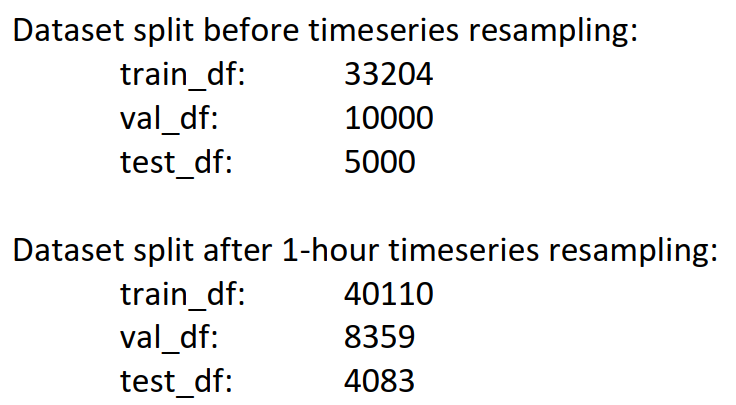 Dataset split before timeseries resampling:
train_df: 33204
val_df: 10000
test_df: 5000
Dataset split after 1-hour timeseries resampling:
train_df: 40110
val_df: 8359
test_df: 4083